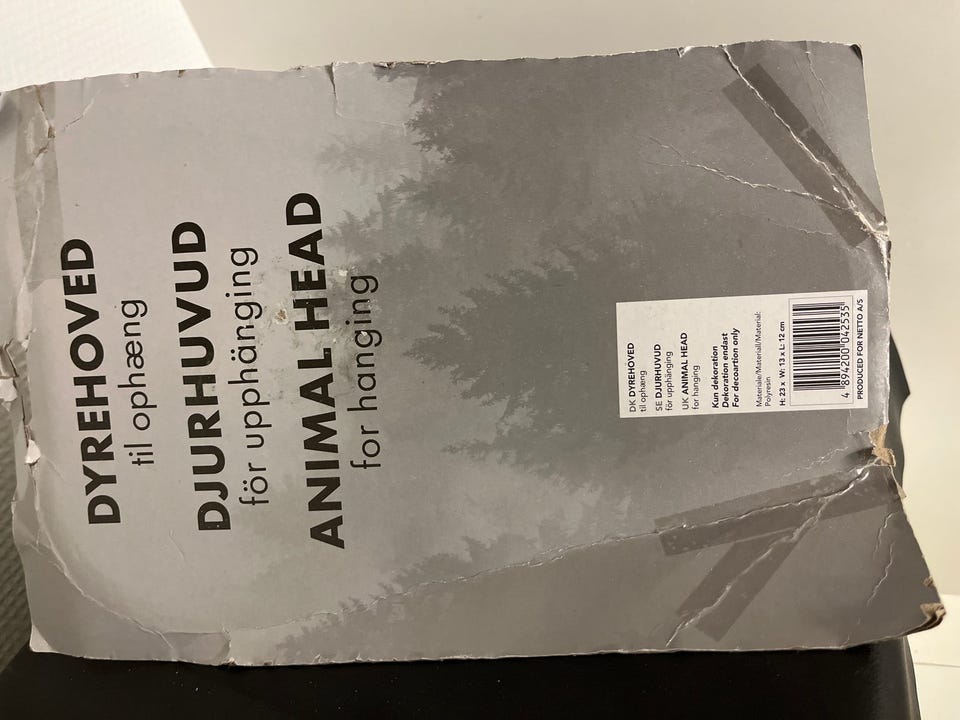 DYREHOVED
til ophæng
DJURHUVUD
för upphänging
ANIMAL HEAD
for hanging
DK DYREHOVED
til ophæng
SE DJURHUVUD
för upphänging
UK ANIMAL HEAD
for hanging
Kun dekoration
Dekoration endast
For decoartion only
Materiale/Material/Material:
Polyresin
H: 23 x W: 13 x L: 12 cm
4 894200 042535
PRODUCED FOR NETTO A/S